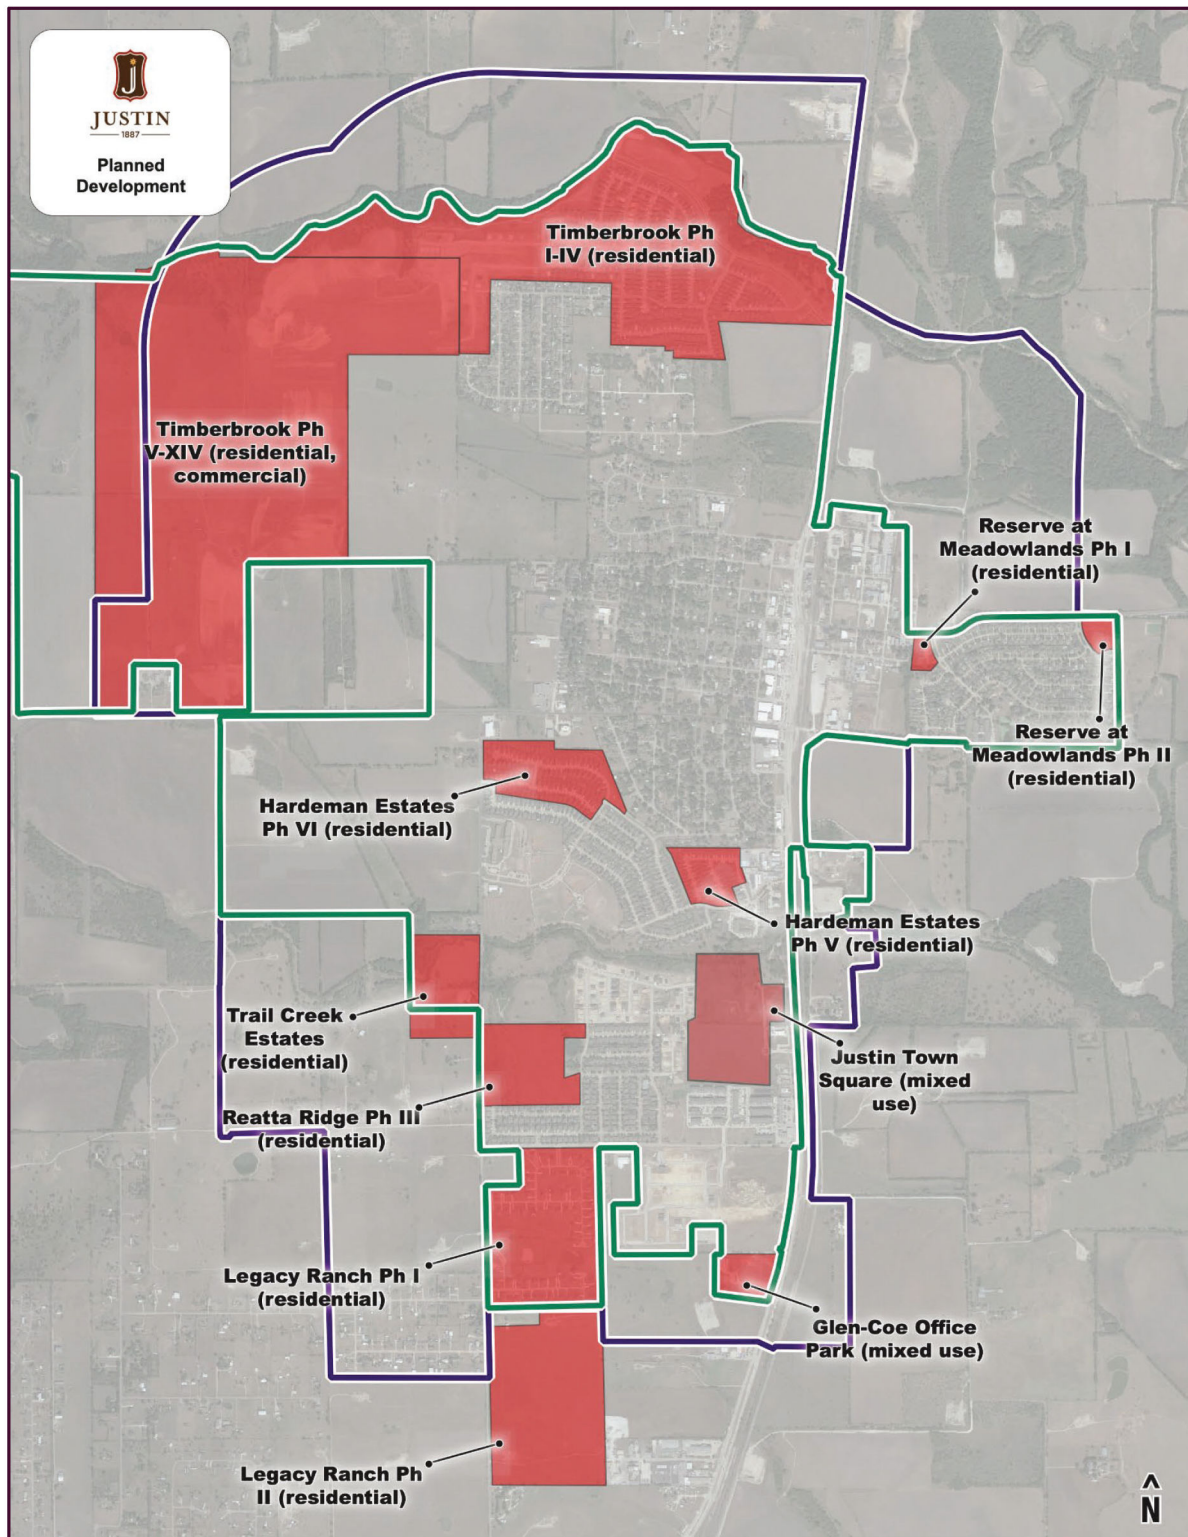 J
JUSTIN
1887
Planned
Development
Timberbrook Ph
I-IV (residential)
Timberbrook Ph
V-XIV (residential,
commercial)
Reserve at
Meadowlands Ph I
(residential)
Reserve at
Meadowlands Ph II
(residential)
Hardeman Estates
Ph VI (residential)
Hardeman Estates
Ph V (residential)
Trail Creek
Estates
(residential)
Justin Town
Square (mixed
use)
Reatta Ridge Ph III
(residential)
Legacy Ranch Ph I
(residential)
Glen-Coe Office
Park (mixed use)
Legacy Ranch Ph
II (residential)
N